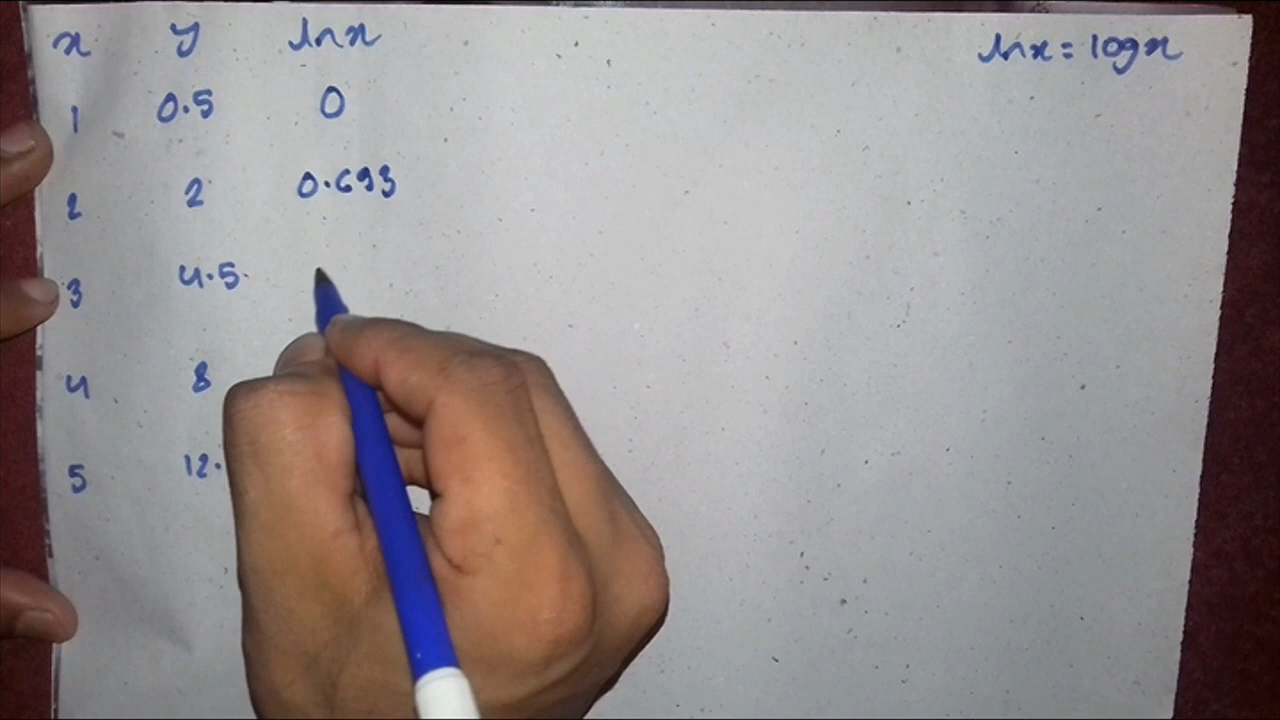 x y lnx lnx = logx
1 0.5 0
2 2 0.693
3 4.5
4 8
5 12.